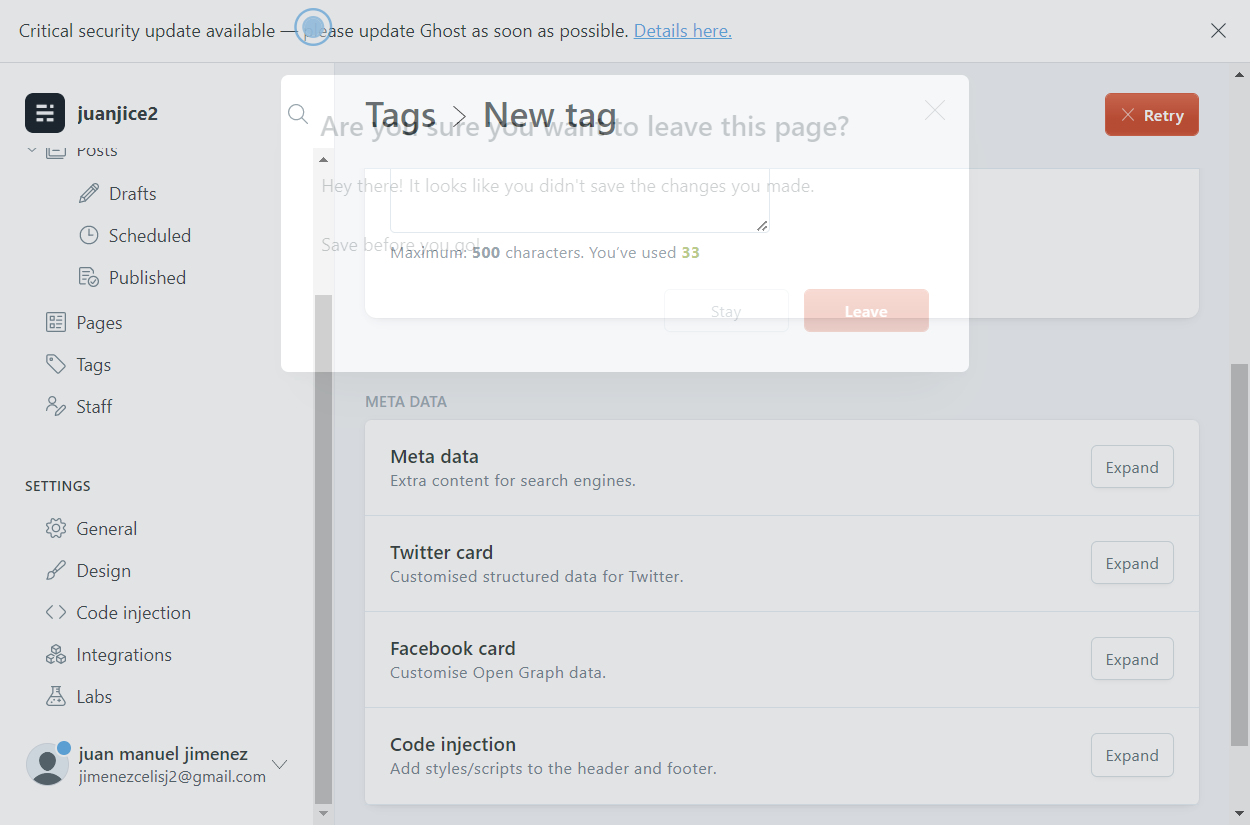 Critical security update available — please update Ghost as soon as possible. Details here.
juanjice2
Posts
Drafts
Scheduled
Published
Pages
Tags
Staff
SETTINGS
General
Design
Code injection
Integrations
Labs
juan manuel jimenez
jimenezcelisj2@gmail.com
Tags > New tag
Retry
Are you sure you want to leave this page?
Hey there! It looks like you didn't save the changes you made.
Save before you go!
Maximum: 500 characters. You've used 33
Stay
Leave
META DATA
Meta data
Extra content for search engines.
Expand
Twitter card
Customised structured data for Twitter.
Expand
Facebook card
Customise Open Graph data.
Expand
Code injection
Add styles/scripts to the header and footer.
Expand